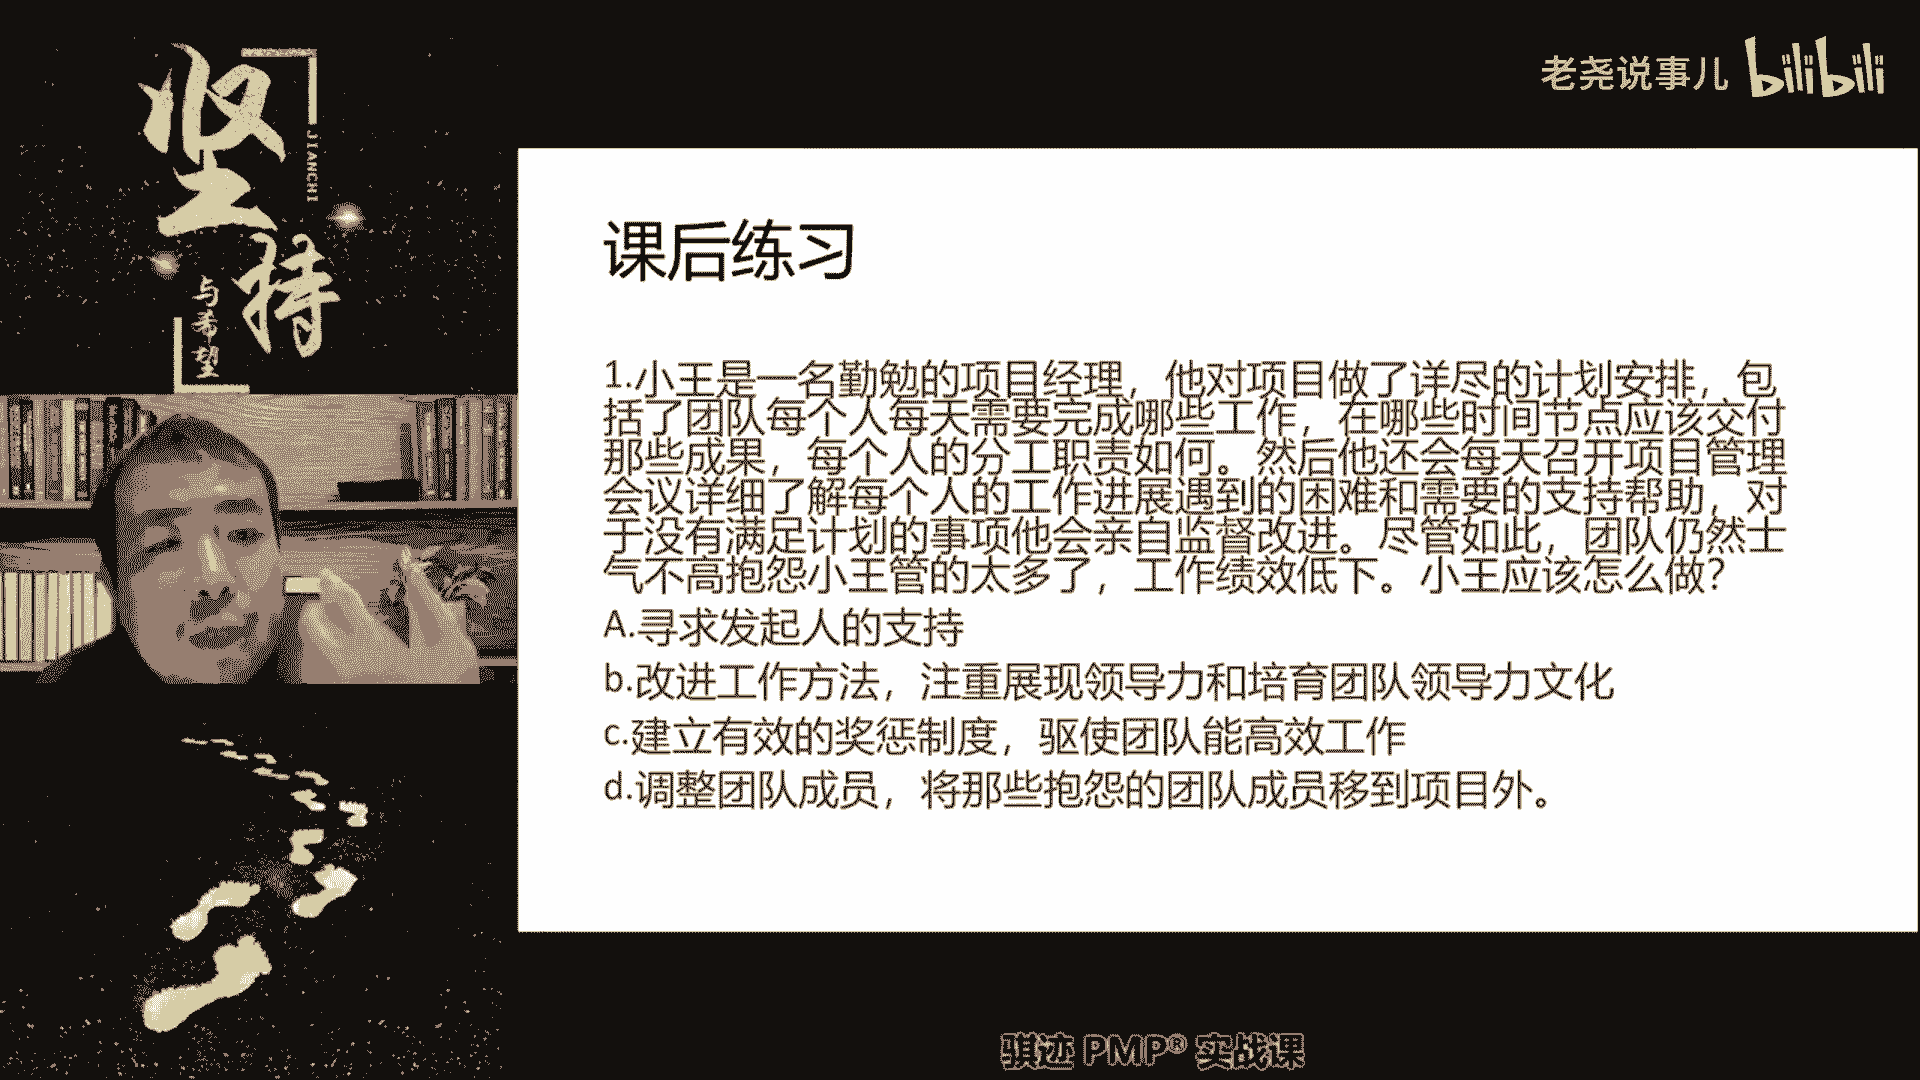 坚持
JIANCHI
与希望
老尧说事儿 bilibili
课后练习
1.小王是一名勤勉的项目经理，他对项目做了详尽的计划安排，包
括了团队每个人每天需要完成哪些工作，在哪些时间节点应该交付
那些成果，每个人的分工职责如何。然后他还会每天召开项目管理
会议详细了解每个人的工作进展遇到的困难和需要的支持帮助，对
于没有满足计划的事项他会亲自监督改进。尽管如此，团队仍然士
气不高抱怨小王管的太多了，工作绩效低下。小王应该怎么做？
A.寻求发起人的支持
b.改进工作方法，注重展现领导力和培育团队领导力文化
c.建立有效的奖惩制度，驱使团队能高效工作
d.调整团队成员，将那些抱怨的团队成员移到项目外。
骐迹 PMP® 实战课